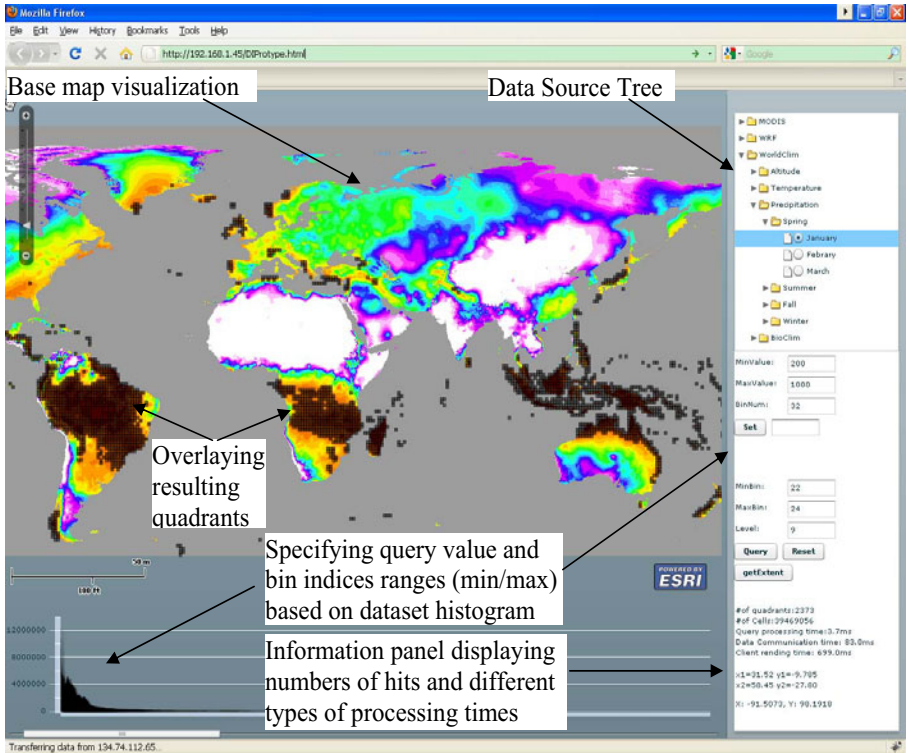 Mozilla Firefox
File Edit View History Bookmarks Tools Help
http://192.168.1.45/DIProtype.html
Google
Base map visualization
Data Source Tree
MODIS
WRF
WorldClim
Altitude
Temperature
Precipitation
Spring
January
Febrary
March
Summer
Fall
Winter
BioClim
MinValue: 200
MaxValue: 1000
BinNum: 32
Set
Overlaying
resulting
quadrants
MinBin: 22
MaxBin: 24
Level: 9
Query Reset
getExtent
Specifying query value and
bin indices ranges (min/max)
based on dataset histogram
50 m
100 ft
POWERED BY
ESRI
12000000
8000000
4000000
0
Information panel displaying
numbers of hits and different
types of processing times
#of quadrants:2373
#of Cells:39469056
Query processing time:3.7ms
Data Communication time: 83.0ms
Client rending time: 699.0ms
x1=31.52 y1=-9.785
x2=58.45 y2=-27.80
X: -91.5073, Y: 90.1918
Transferring data from 134.74.112.65...